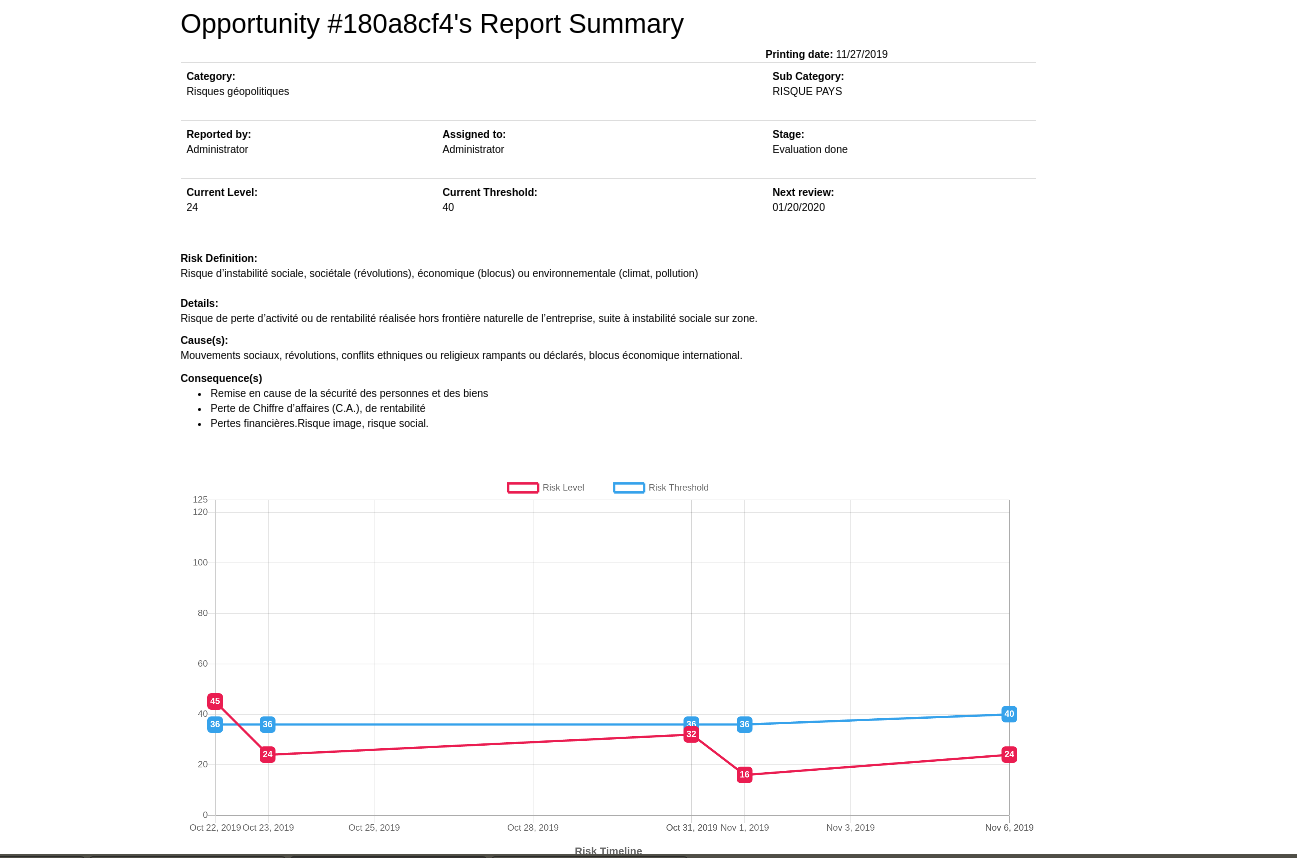 Opportunity #180a8cf4's Report Summary
Printing date: 11/27/2019
Category: Sub Category:
Risques géopolitiques RISQUE PAYS
Reported by: Assigned to: Stage:
Administrator Administrator Evaluation done
Current Level: Current Threshold: Next review:
24 40 01/20/2020
Risk Definition:
Risque d’instabilité sociale, sociétale (révolutions), économique (blocus) ou environnementale (climat, pollution)
Details:
Risque de perte d’activité ou de rentabilité réalisée hors frontière naturelle de l’entreprise, suite à instabilité sociale sur zone.
Cause(s):
Mouvements sociaux, révolutions, conflits ethniques ou religieux rampants ou déclarés, blocus économique international.
Consequence(s)
• Remise en cause de la sécurité des personnes et des biens
• Perte de Chiffre d’affaires (C.A.), de rentabilité
• Pertes financières.Risque image, risque social.
Risk Level Risk Threshold
125
120
100
80
60
45
40 40
36 36 36 36
32
24 24
20 16
0
Oct 22, 2019 Oct 23, 2019 Oct 25, 2019 Oct 28, 2019 Oct 31, 2019 Nov 1, 2019 Nov 3, 2019 Nov 6, 2019
Risk Timeline